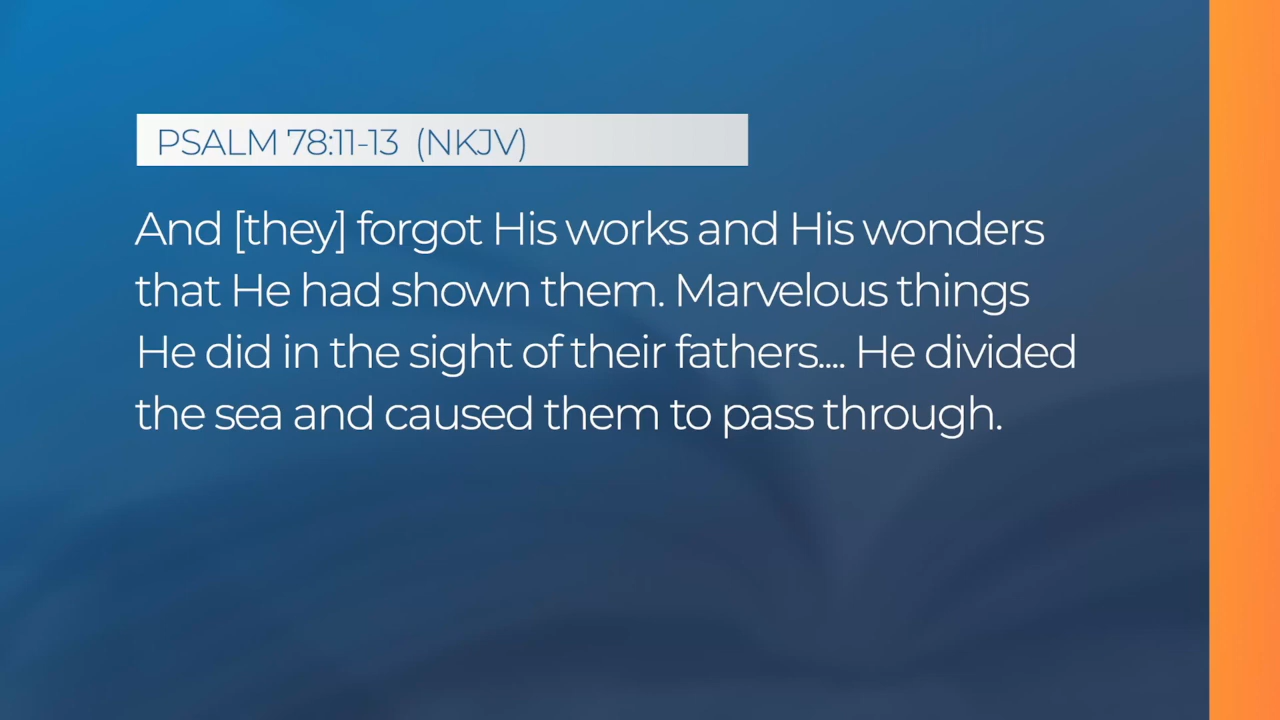 PSALM 78:11-13 (NKJV)
And [they] forgot His works and His wonders
that He had shown them. Marvelous things
He did in the sight of their fathers.... He divided
the sea and caused them to pass through.